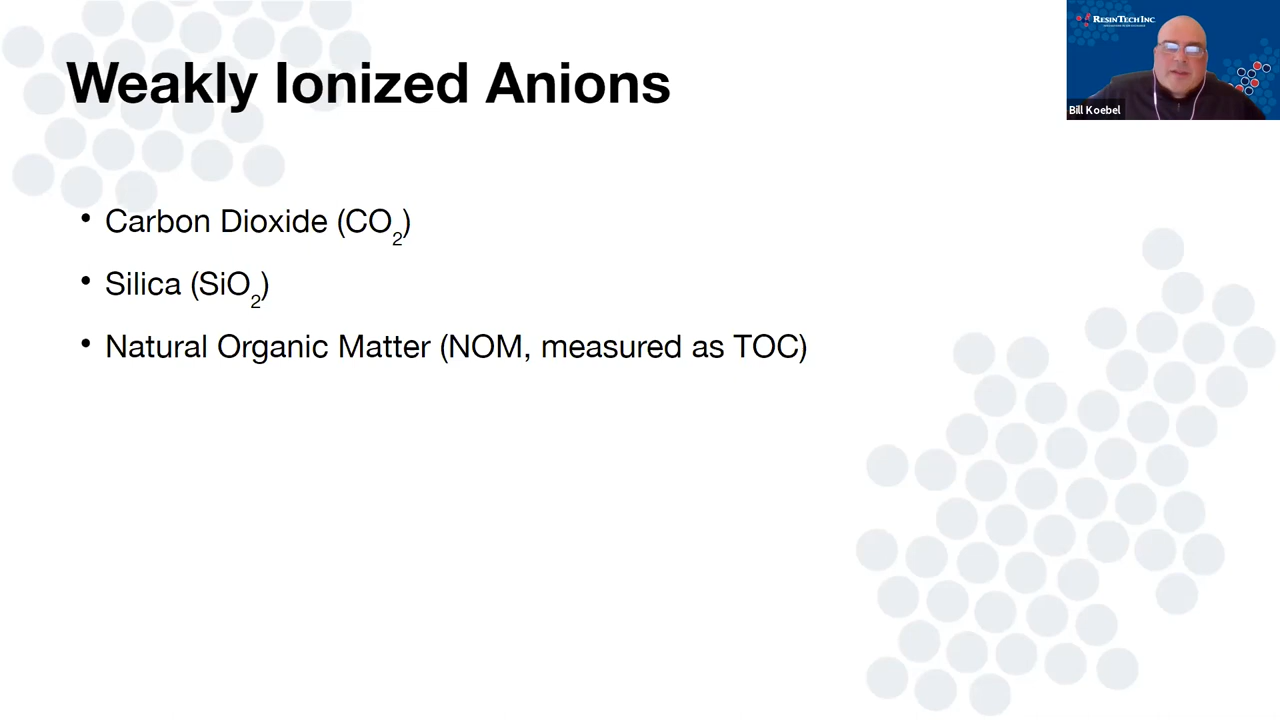 Weakly Ionized Anions
RESINTECH INC
Bill Koebel
• Carbon Dioxide (CO₂)
• Silica (SiO₂)
• Natural Organic Matter (NOM, measured as TOC)